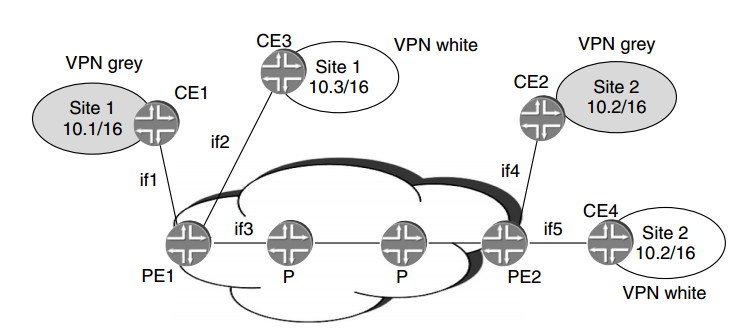 CE3
VPN white
VPN grey
VPN grey
CE1
Site 1
10.3/16
CE2
Site 2
10.2/16
Site 1
10.1/16
if2
if1
if4
if3
if5
CE4
Site 2
10.2/16
PE1
P
P
PE2
VPN white